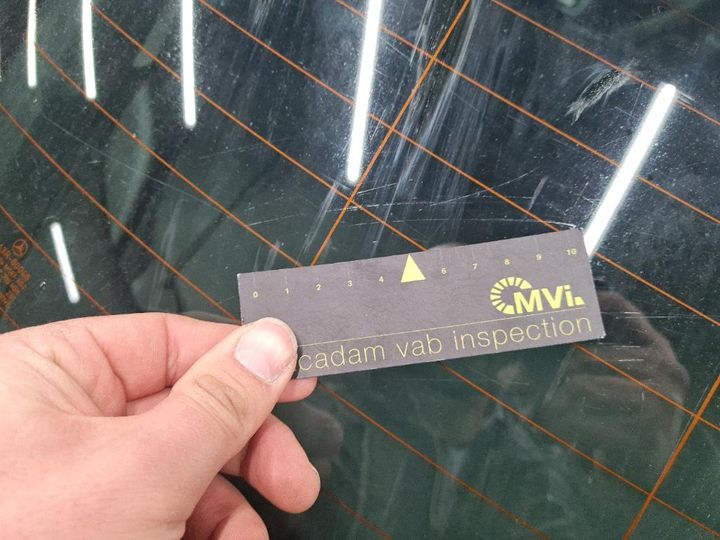 0 1 2 3 4 6 7 8 9 10
MVi
cadam vab inspection